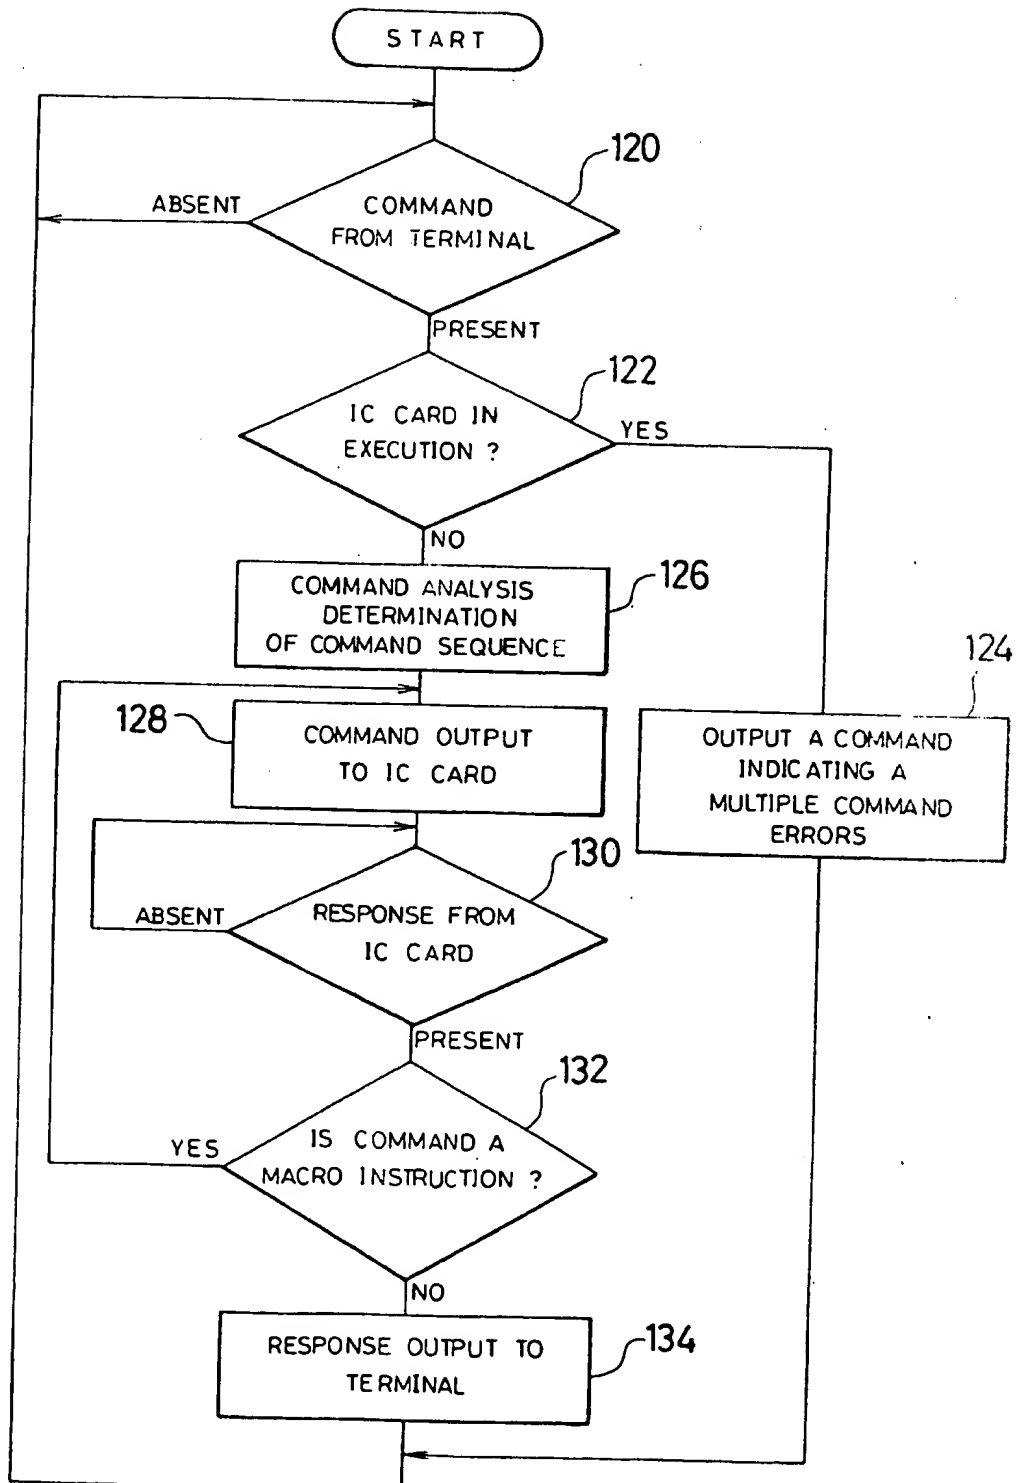 START
120
COMMAND
FROM TERMINAL
ABSENT
PRESENT
122
IC CARD IN
EXECUTION ?
YES
NO
126
COMMAND ANALYSIS
DETERMINATION
OF COMMAND SEQUENCE
124
OUTPUT A COMMAND
INDICATING A
MULTIPLE COMMAND
ERRORS
128
COMMAND OUTPUT
TO IC CARD
130
RESPONSE FROM
IC CARD
ABSENT
PRESENT
132
IS COMMAND A
MACRO INSTRUCTION ?
YES
NO
134
RESPONSE OUTPUT TO
TERMINAL